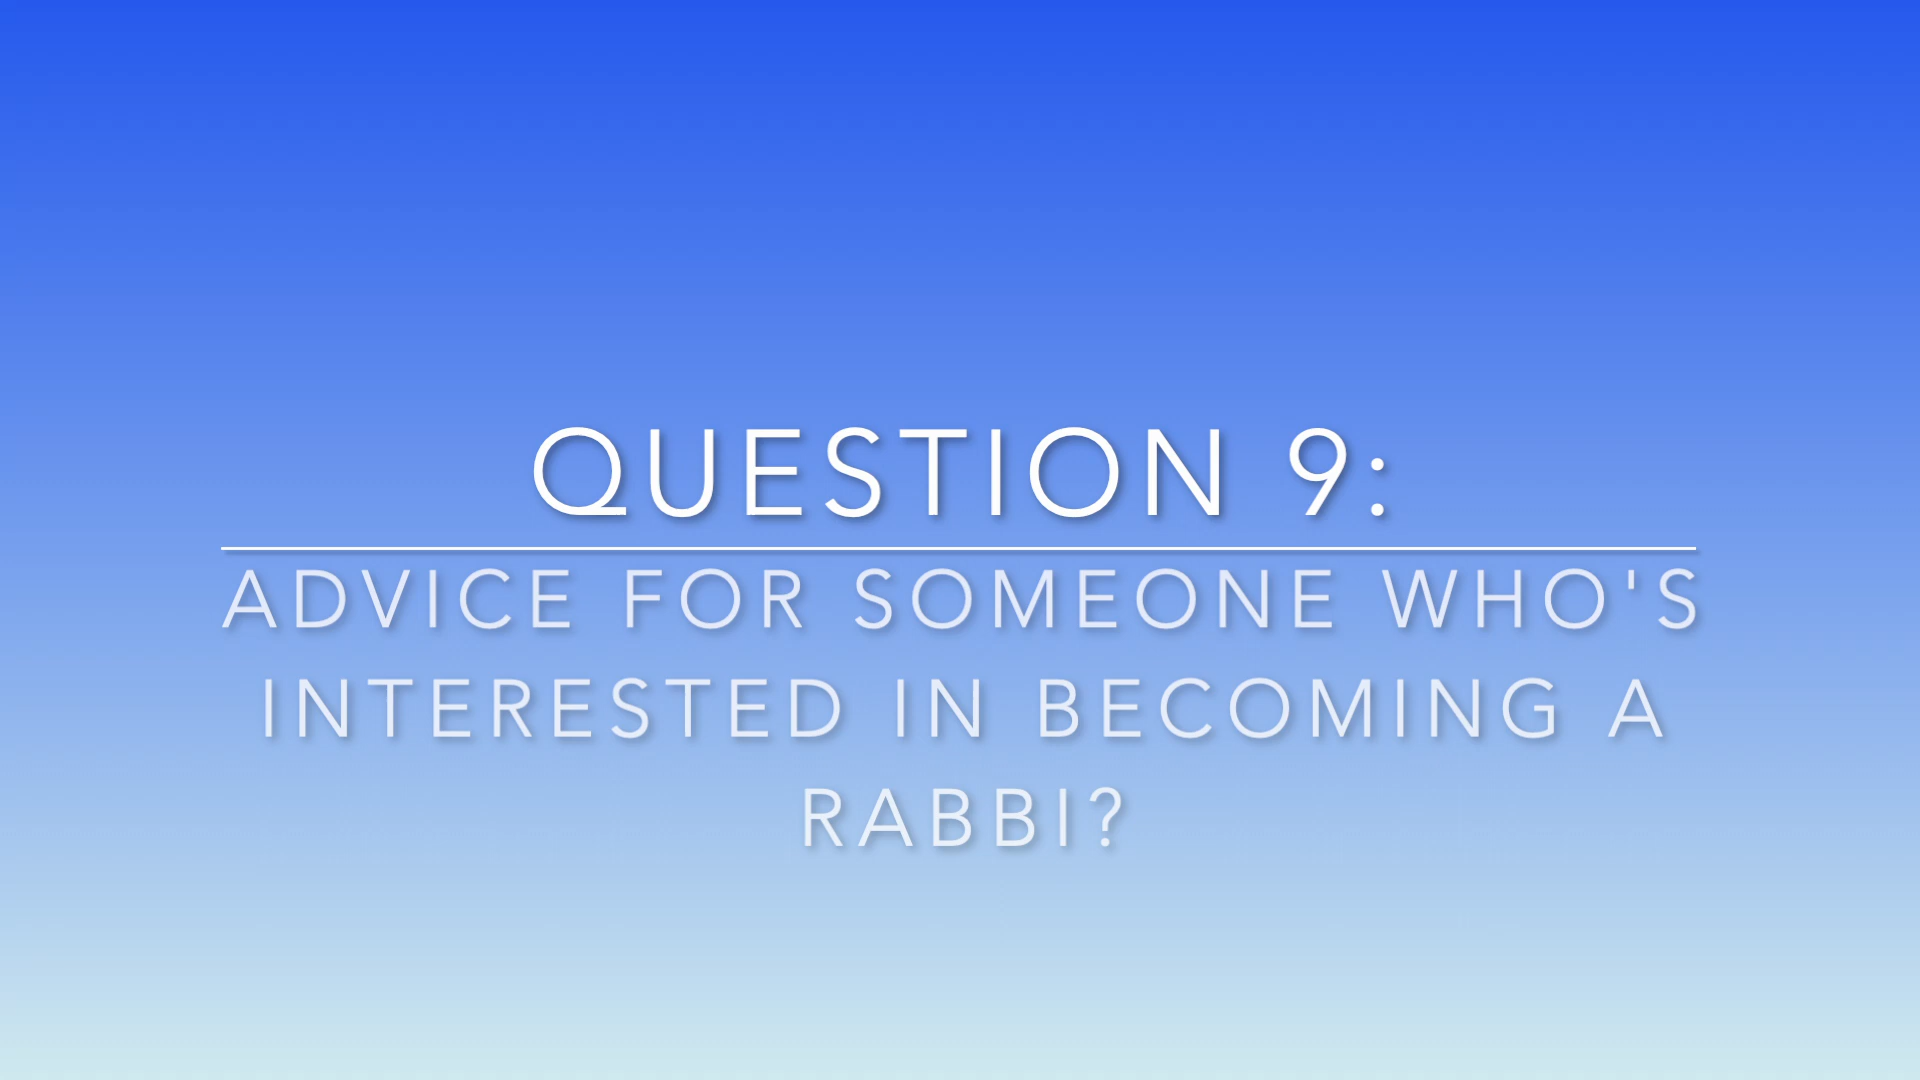 QUESTION 9:
ADVICE FOR SOMEONE WHO'S
INTERESTED IN BECOMING A
RABBI?